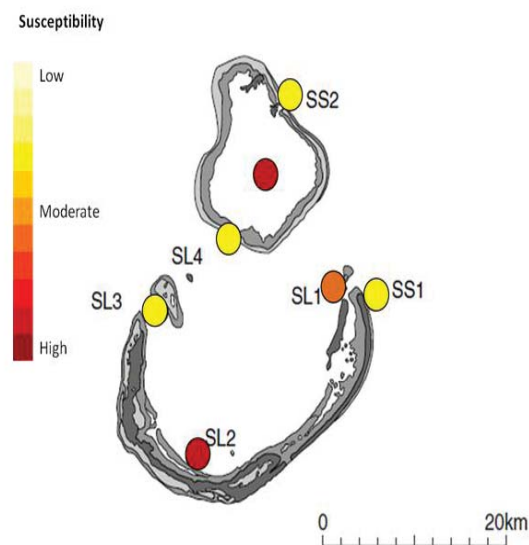 Susceptibility
Low
Moderate
High
SS2
SL4
SL3
SL1
SS1
SL2
0
20km